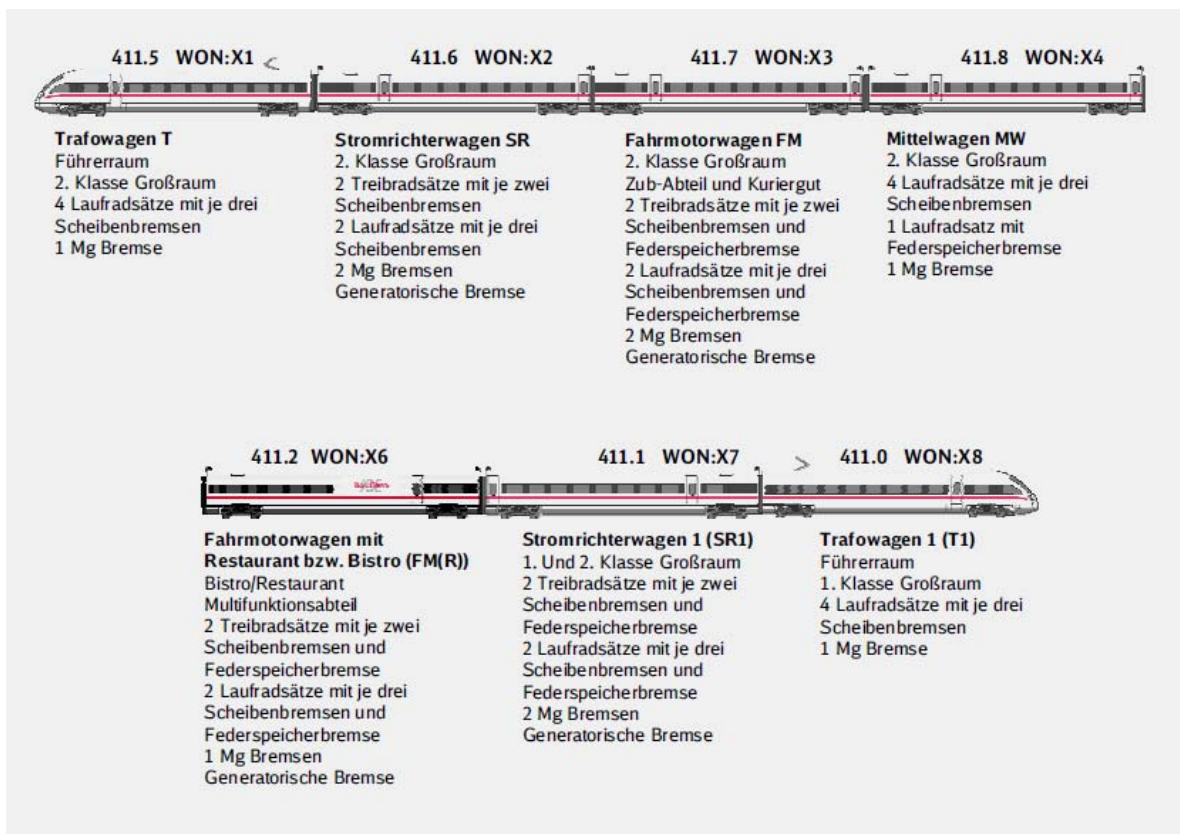 411.5 WON:X1 <
411.6 WON:X2
411.7 WON:X3
411.8 WON:X4
Trafowagen T
Führerraum
2. Klasse Großraum
4 Laufradsätze mit je drei
Scheibenbremsen
1 Mg Bremse
Stromrichterwagen SR
2. Klasse Großraum
2 Treibradsätze mit je zwei
Scheibenbremsen
2 Laufradsätze mit je drei
Scheibenbremsen
2 Mg Bremsen
Generatorische Bremse
Fahrmotorwagen FM
2. Klasse Großraum
Zub-Abteil und Kuriergut
2 Treibradsätze mit je zwei
Scheibenbremsen und
Federspeicherbremse
2 Laufradsätze mit je drei
Scheibenbremsen und
Federspeicherbremse
2 Mg Bremsen
Generatorische Bremse
Mittelwagen MW
2. Klasse Großraum
4 Laufradsätze mit je drei
Scheibenbremsen
1 Laufradsatz mit
Federspeicherbremse
1 Mg Bremse
411.2 WON:X6
411.1 WON:X7
> 411.0 WON:X8
Fahrmotorwagen mit
Restaurant bzw. Bistro (FM(R))
Bistro/Restaurant
Multifunktionsabteil
2 Treibradsätze mit je zwei
Scheibenbremsen und
Federspeicherbremse
2 Laufradsätze mit je drei
Scheibenbremsen und
Federspeicherbremse
1 Mg Bremsen
Generatorische Bremse
Stromrichterwagen 1 (SR1)
1. Und 2. Klasse Großraum
2 Treibradsätze mit je zwei
Scheibenbremsen und
Federspeicherbremse
2 Laufradsätze mit je drei
Scheibenbremsen und
Federspeicherbremse
2 Mg Bremsen
Generatorische Bremse
Trafowagen 1 (T1)
Führerraum
1. Klasse Großraum
4 Laufradsätze mit je drei
Scheibenbremsen
1 Mg Bremse